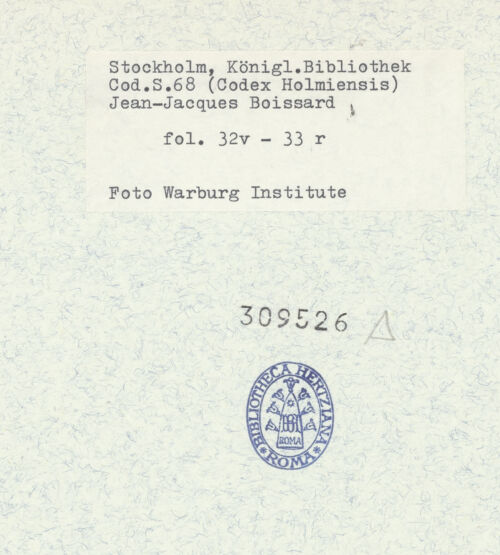 Stockholm, Königl.Bibliothek
Cod.S.68 (Codex Holmiensis)
Jean-Jacques Boissard
fol. 32v - 33 r
Foto Warburg Institute
309526
BIBLIOTHECA HERTZIANA
ROMA
ROMA